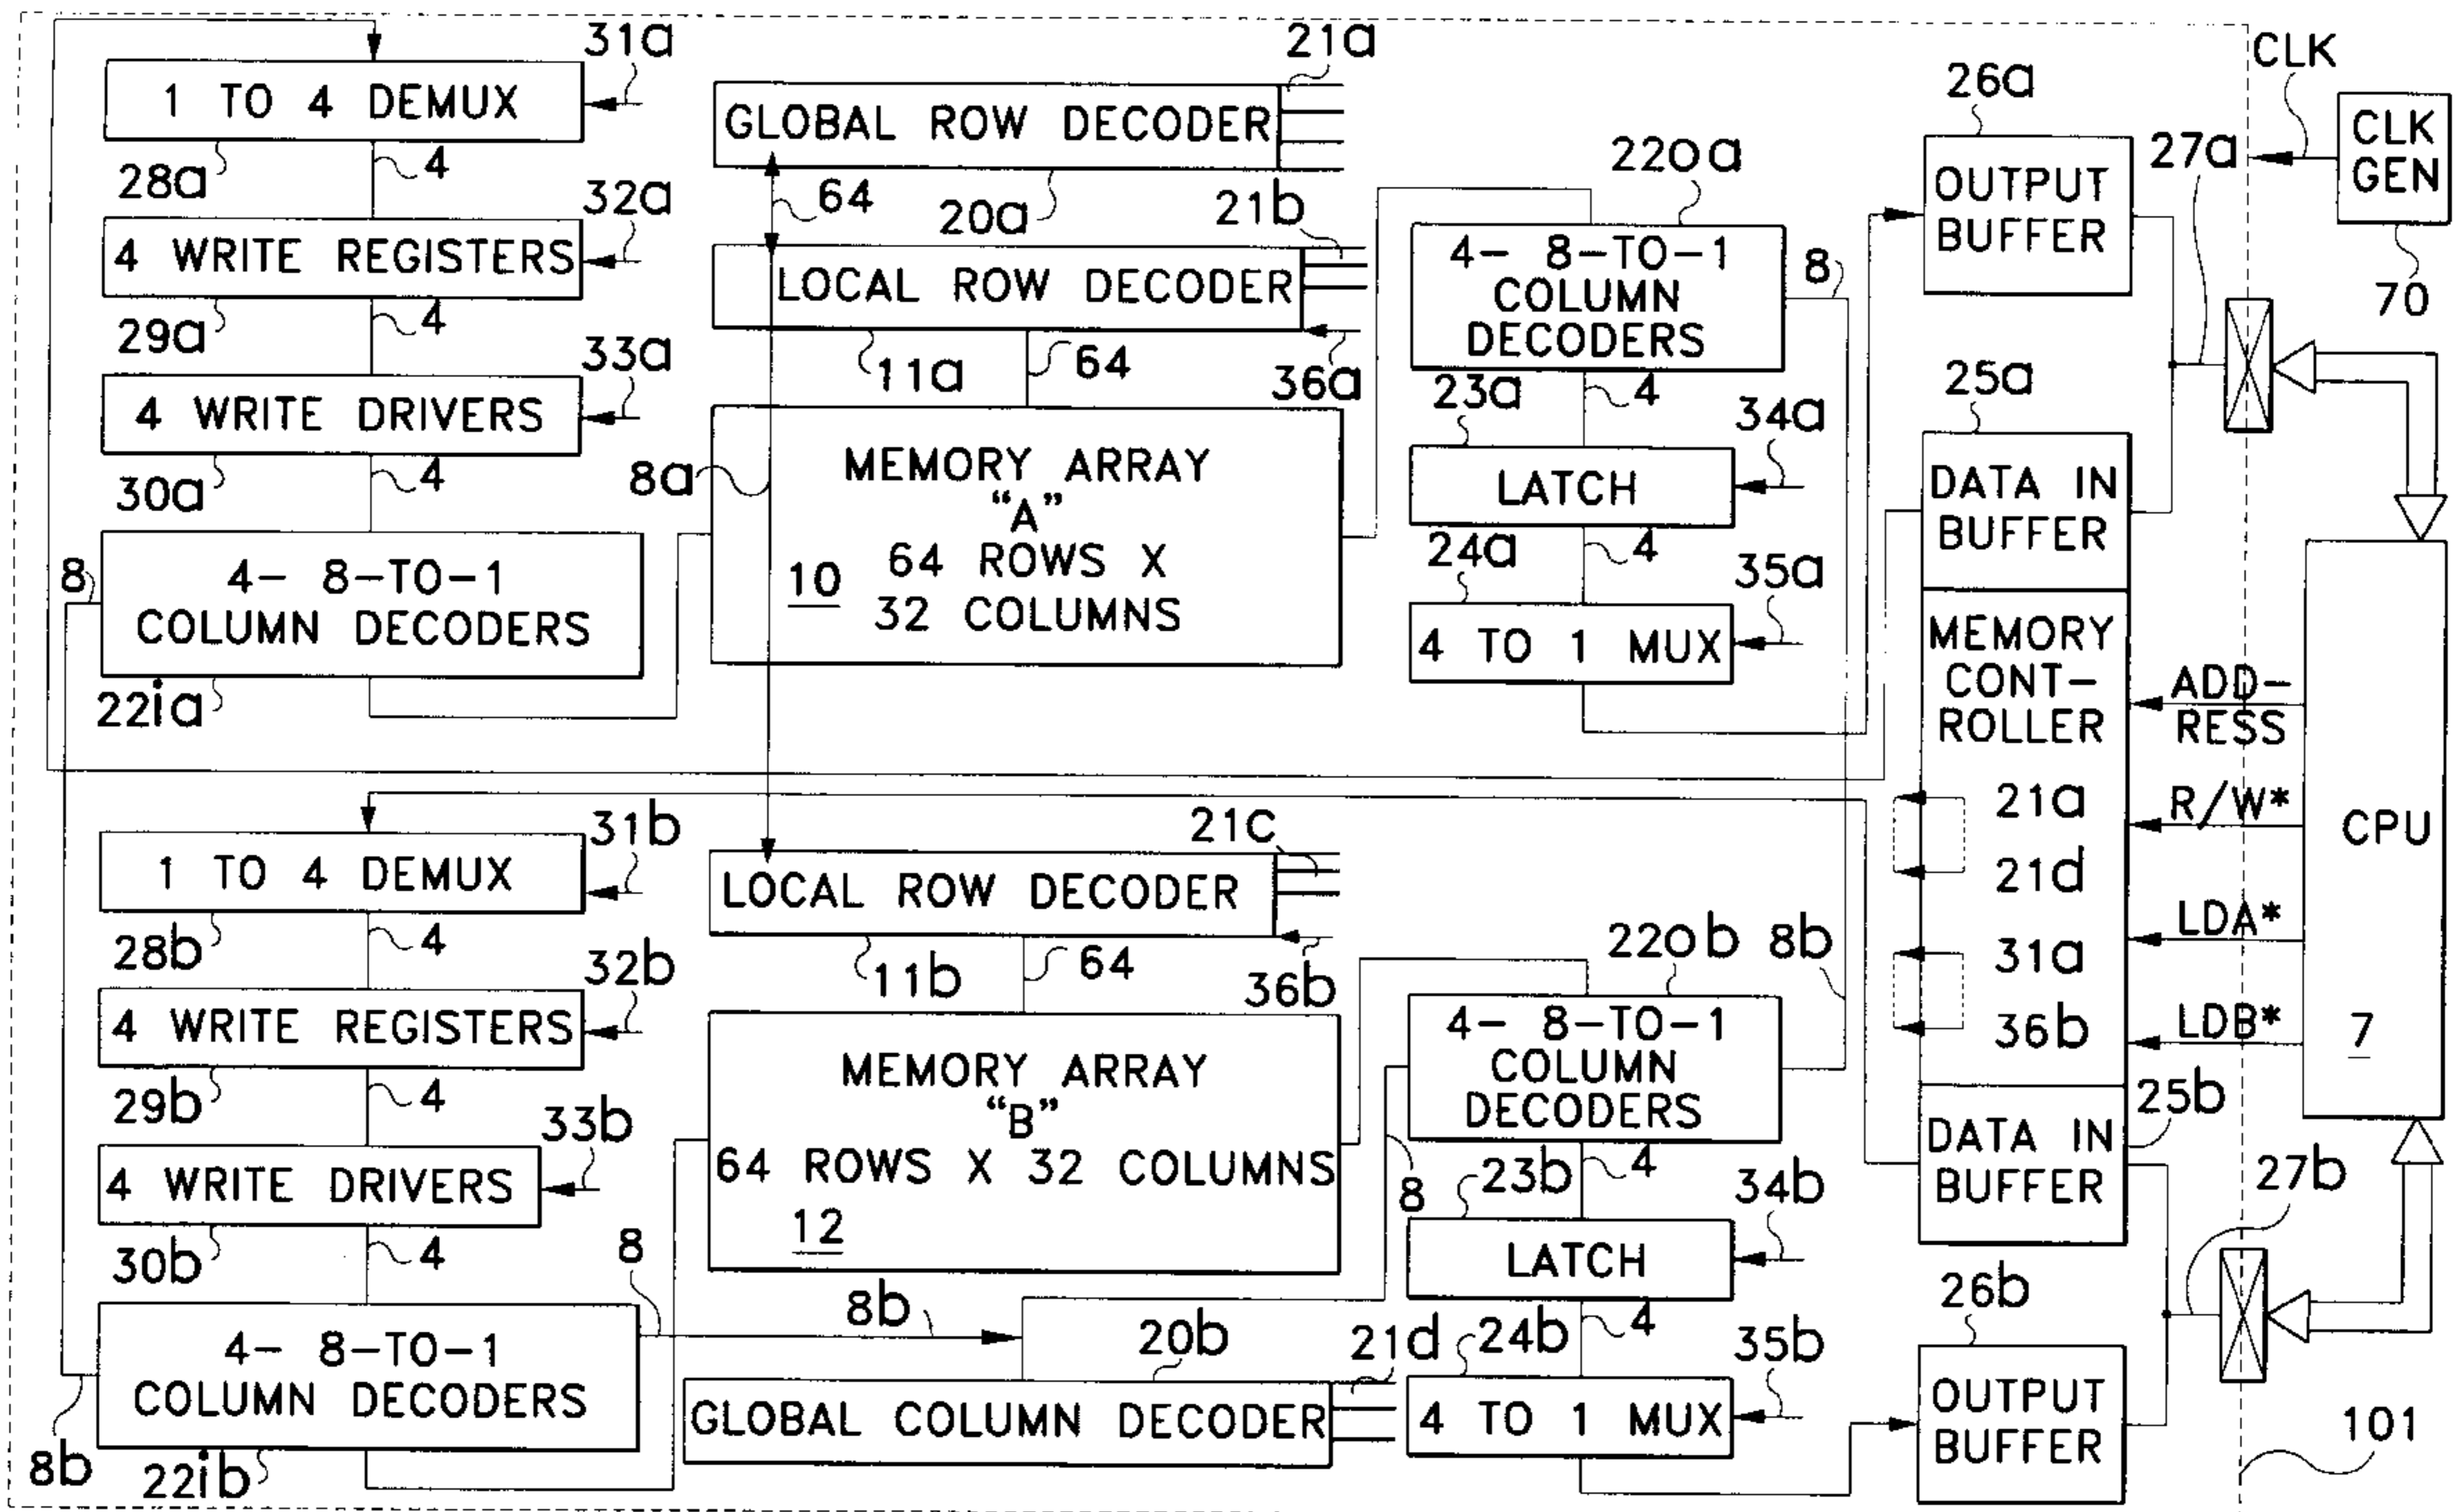 31a
1 TO 4 DEMUX
28a
4
32a
4 WRITE REGISTERS
29a
4
33a
4 WRITE DRIVERS
30a
4
8
4- 8-TO-1
COLUMN DECODERS
22ia
21a
GLOBAL ROW DECODER
64
20a
21b
LOCAL ROW DECODER
11a
64
36a
8a
MEMORY ARRAY
"A"
64 ROWS X
10
32 COLUMNS
22oa
4- 8-TO-1
COLUMN
DECODERS
8
23a
4
34a
LATCH
24a
4
35a
4 TO 1 MUX
26a
OUTPUT
BUFFER
27a
CLK
CLK
GEN
70
25a
DATA IN
BUFFER
MEMORY
CONT-
ROLLER
ADD-
RESS
21a
R/W*
21d
LDA*
31a
36b
LDB*
CPU
7
DATA IN
BUFFER
25b
27b
26b
OUTPUT
BUFFER
101
31b
1 TO 4 DEMUX
28b
4
32b
4 WRITE REGISTERS
29b
4
33b
4 WRITE DRIVERS
30b
4
8
4- 8-TO-1
COLUMN DECODERS
8b
22ib
21c
LOCAL ROW DECODER
11b
64
36b
MEMORY ARRAY
"B"
64 ROWS X 32 COLUMNS
12
8b
20b
21d
GLOBAL COLUMN DECODER
22ob
8b
4- 8-TO-1
COLUMN
DECODERS
8
23b
4
34b
LATCH
24b
4
35b
4 TO 1 MUX